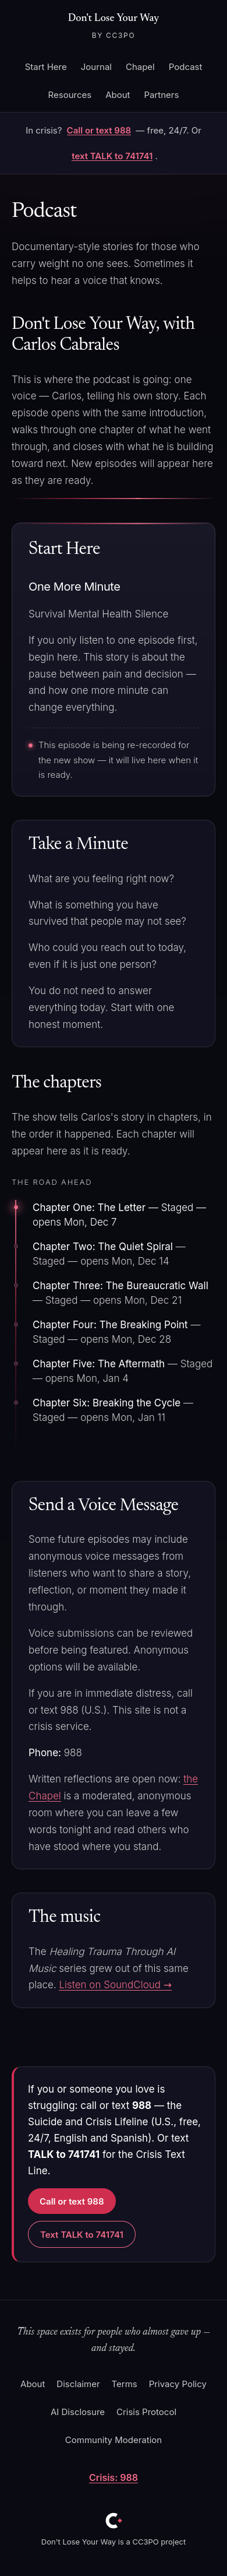 Don't Lose Your Way
BY CC3PO
Start Here Journal Chapel Podcast
Resources About Partners
In crisis? Call or text 988 — free, 24/7. Or
text TALK to 741741 .
Podcast
Documentary-style stories for those who
carry weight no one sees. Sometimes it
helps to hear a voice that knows.
Don't Lose Your Way, with
Carlos Cabrales
This is where the podcast is going: one
voice — Carlos, telling his own story. Each
episode opens with the same introduction,
walks through one chapter of what he went
through, and closes with what he is building
toward next. New episodes will appear here
as they are ready.
Start Here
One More Minute
Survival Mental Health Silence
If you only listen to one episode first,
begin here. This story is about the
pause between pain and decision —
and how one more minute can
change everything.
This episode is being re-recorded for
the new show — it will live here when it
is ready.
Take a Minute
What are you feeling right now?
What is something you have
survived that people may not see?
Who could you reach out to today,
even if it is just one person?
You do not need to answer
everything today. Start with one
honest moment.
The chapters
The show tells Carlos's story in chapters, in
the order it happened. Each chapter will
appear here as it is ready.
THE ROAD AHEAD
Chapter One: The Letter — Staged —
opens Mon, Dec 7
Chapter Two: The Quiet Spiral —
Staged — opens Mon, Dec 14
Chapter Three: The Bureaucratic Wall
— Staged — opens Mon, Dec 21
Chapter Four: The Breaking Point —
Staged — opens Mon, Dec 28
Chapter Five: The Aftermath — Staged
— opens Mon, Jan 4
Chapter Six: Breaking the Cycle —
Staged — opens Mon, Jan 11
Send a Voice Message
Some future episodes may include
anonymous voice messages from
listeners who want to share a story,
reflection, or moment they made it
through.
Voice submissions can be reviewed
before being featured. Anonymous
options will be available.
If you are in immediate distress, call
or text 988 (U.S.). This site is not a
crisis service.
Phone: 988
Written reflections are open now: the
Chapel is a moderated, anonymous
room where you can leave a few
words tonight and read others who
have stood where you stand.
The music
The Healing Trauma Through AI
Music series grew out of this same
place. Listen on SoundCloud →
If you or someone you love is
struggling: call or text 988 — the
Suicide and Crisis Lifeline (U.S., free,
24/7, English and Spanish). Or text
TALK to 741741 for the Crisis Text
Line.
Call or text 988
Text TALK to 741741
This space exists for people who almost gave up —
and stayed.
About Disclaimer Terms Privacy Policy
AI Disclosure Crisis Protocol
Community Moderation
Crisis: 988
Don't Lose Your Way is a CC3PO project